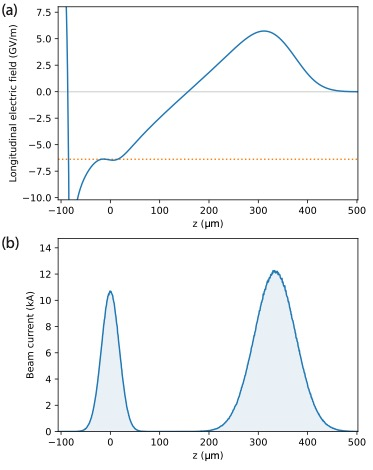 (a)
Longitudinal electric field (GV/m)
7.5
5.0
2.5
0.0
−2.5
−5.0
−7.5
−10.0
−100 0 100 200 300 400 500
z (μm)
(b)
Beam current (kA)
14
12
10
8
6
4
2
0
−100 0 100 200 300 400 500
z (μm)